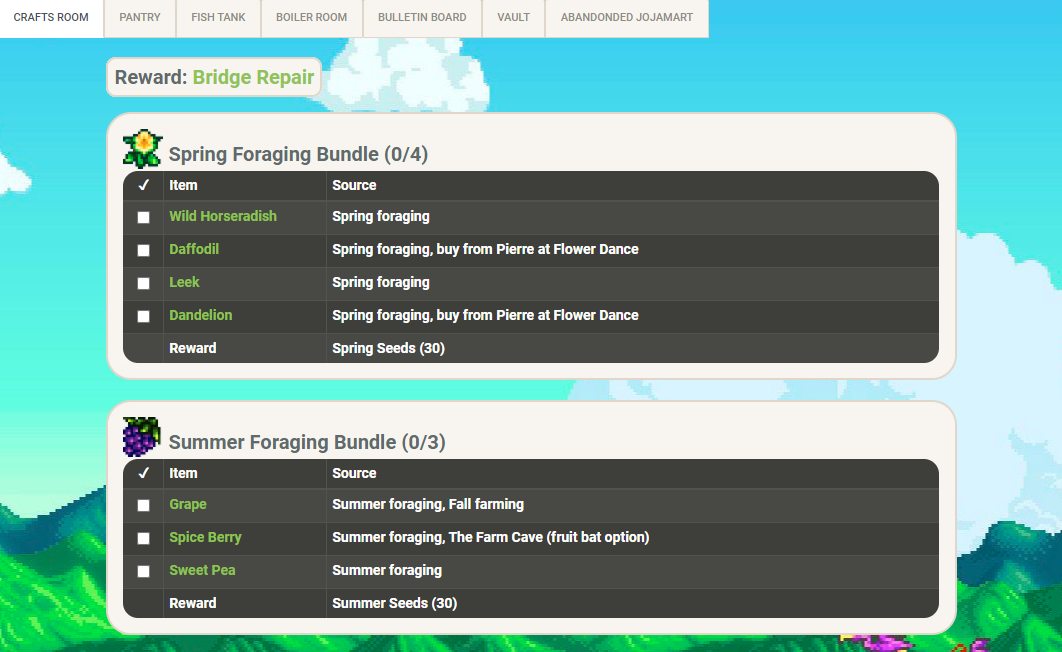 CRAFTS ROOM PANTRY FISH TANK BOILER ROOM BULLETIN BOARD VAULT ABANDONDED JOJAMART
Reward: Bridge Repair
Spring Foraging Bundle (0/4)
✓ Item Source
Wild Horseradish Spring foraging
Daffodil Spring foraging, buy from Pierre at Flower Dance
Leek Spring foraging
Dandelion Spring foraging, buy from Pierre at Flower Dance
Reward Spring Seeds (30)
Summer Foraging Bundle (0/3)
✓ Item Source
Grape Summer foraging, Fall farming
Spice Berry Summer foraging, The Farm Cave (fruit bat option)
Sweet Pea Summer foraging
Reward Summer Seeds (30)